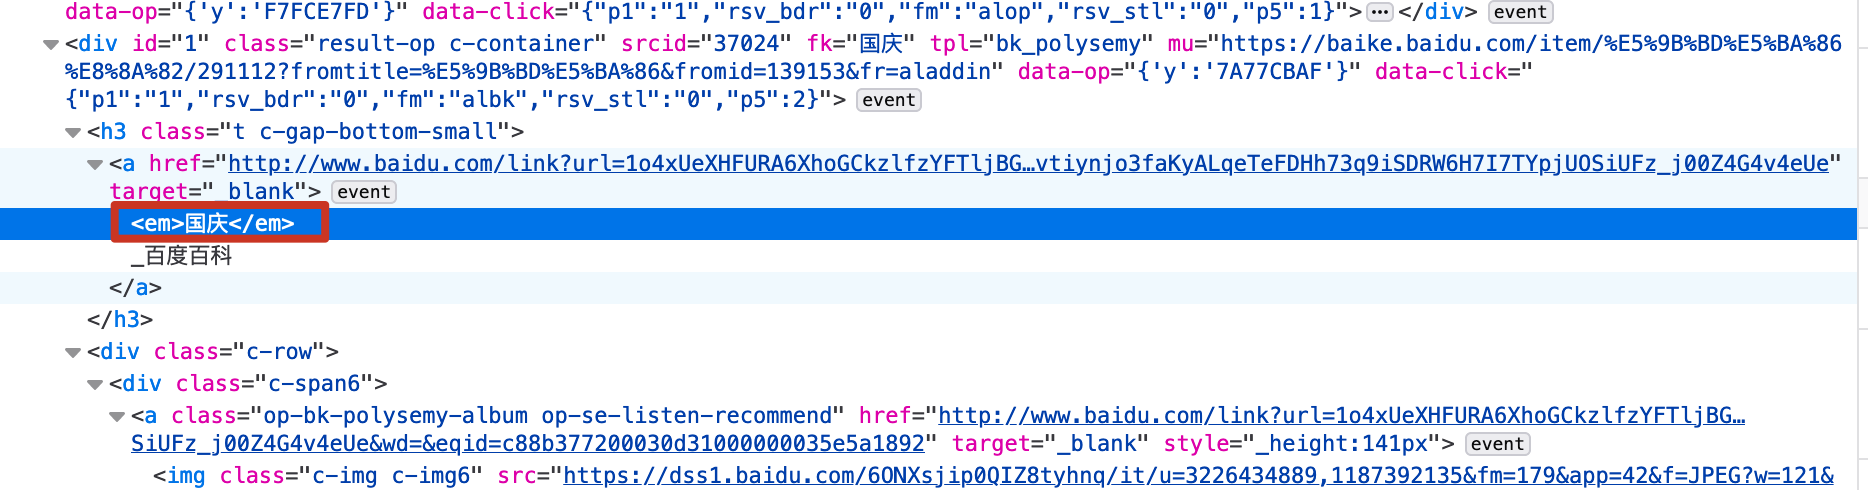 data-op="{'y':'F7FCE7FD'}" data-click="{"p1":"1","rsv_bdr":"0","fm":"alop","rsv_stl":"0","p5":1}">…</div> event
<div id="1" class="result-op c-container" srcid="37024" fk="国庆" tpl="bk_polysemy" mu="https://baike.baidu.com/item/%E5%9B%BD%E5%BA%86
%E8%8A%82/291112?fromtitle=%E5%9B%BD%E5%BA%86&fromid=139153&fr=aladdin" data-op="{'y':'7A77CBAF'}" data-click="
{"p1":"1","rsv_bdr":"0","fm":"albk","rsv_stl":"0","p5":2}"> event
<h3 class="t c-gap-bottom-small">
<a href="http://www.baidu.com/link?url=1o4xUeXHFURA6XhoGCkzlfzYFTljBG…vtiynjo3faKyALqeTeFDHh73q9iSDRW6H7I7TYpjUOSiUFz_j00Z4G4v4eUe"
target="_blank"> event
<em>国庆</em>
_百度百科
</a>
</h3>
<div class="c-row">
<div class="c-span6">
<a class="op-bk-polysemy-album op-se-listen-recommend" href="http://www.baidu.com/link?url=1o4xUeXHFURA6XhoGCkzlfzYFTljBG…
SiUFz_j00Z4G4v4eUe&wd=&eqid=c88b377200030d31000000035e5a1892" target="_blank" style="_height:141px"> event
<img class="c-img c-img6" src="https://dss1.baidu.com/6ONXsjip0QIZ8tyhnq/it/u=3226434889,1187392135&fm=179&app=42&f=JPEG?w=121&